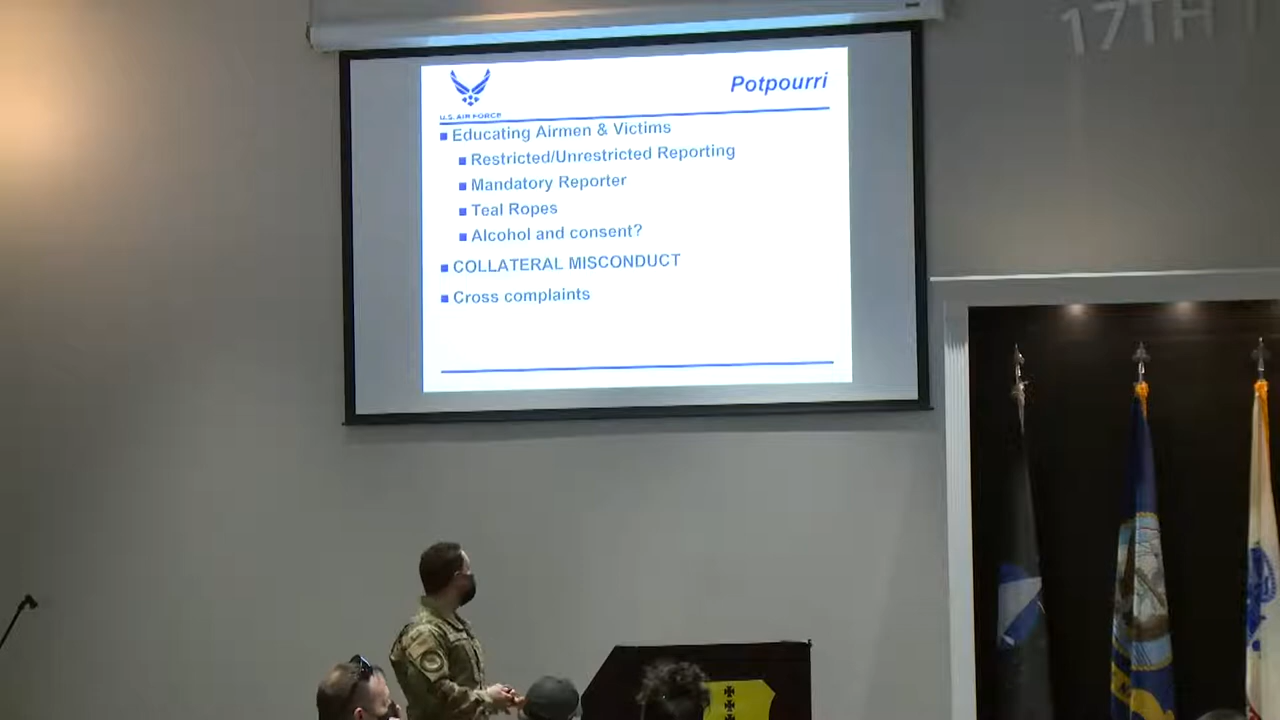 17TH
U.S. AIR FORCE
Potpourri
Educating Airmen & Victims
Restricted/Unrestricted Reporting
Mandatory Reporter
Teal Ropes
Alcohol and consent?
COLLATERAL MISCONDUCT
Cross complaints